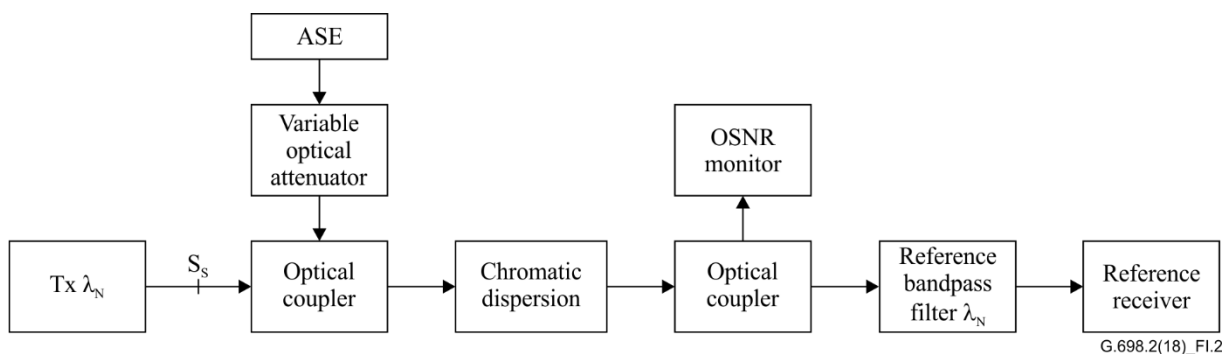 ASE
Variable
optical
attenuator
OSNR
monitor
Tx λN
SS
Optical
coupler
Chromatic
dispersion
Optical
coupler
Reference
bandpass
filter λN
Reference
receiver
G.698.2(18)_FI.2